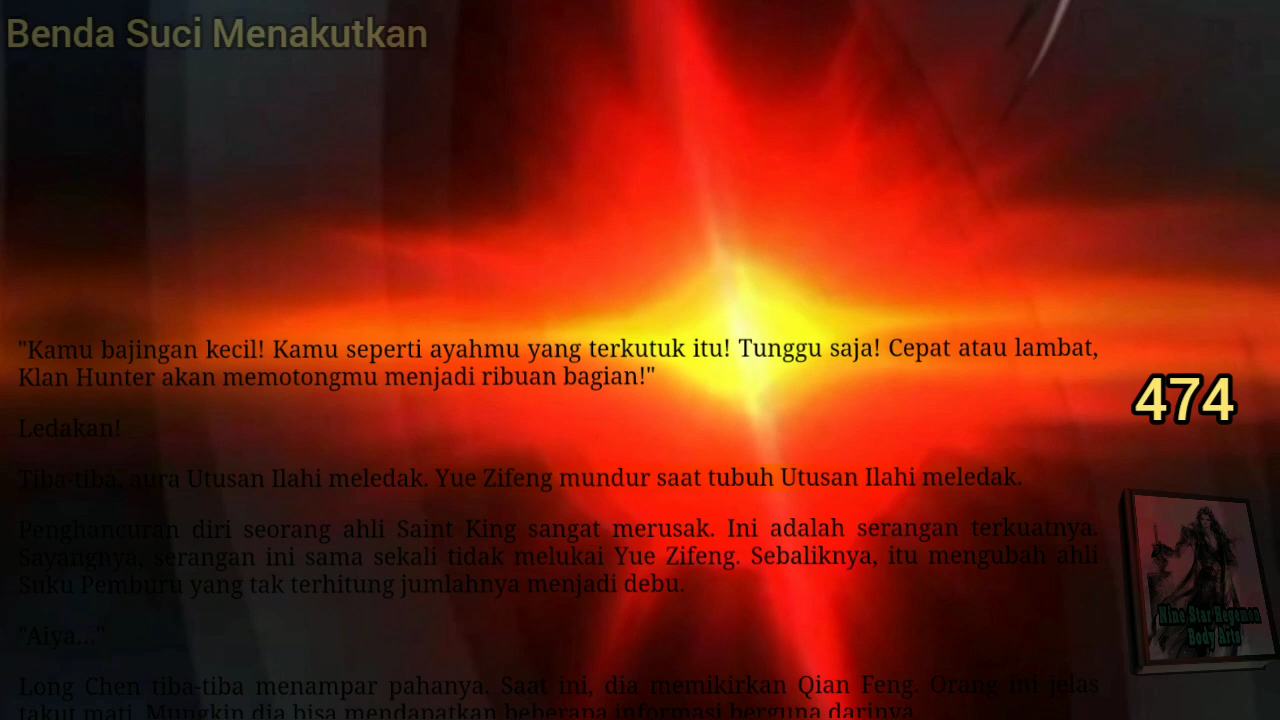 Benda Suci Menakutkan
"Kamu bajingan kecil! Kamu seperti ayahmu yang terkutuk itu! Tunggu saja! Cepat atau lambat,
Klan Hunter akan memotongmu menjadi ribuan bagian!"
474
Ledakan!
Tiba-tiba, aura Utusan Ilahi meledak. Yue Zifeng mundur saat tubuh Utusan Ilahi meledak.
Penghancuran diri seorang ahli Saint King sangat merusak. Ini adalah serangan terkuatnya.
Sayangnya, serangan ini sama sekali tidak melukai Yue Zifeng. Sebaliknya, itu mengubah ahli
Suku Pemburu yang tak terhitung jumlahnya menjadi debu.
Nine Star Hegemon
Body Arts
"Aiya..."
Long Chen tiba-tiba menampar pahanya. Saat ini, dia memikirkan Qian Feng. Orang ini jelas
takut mati. Mungkin dia bisa mendapatkan beberapa informasi berguna darinya.